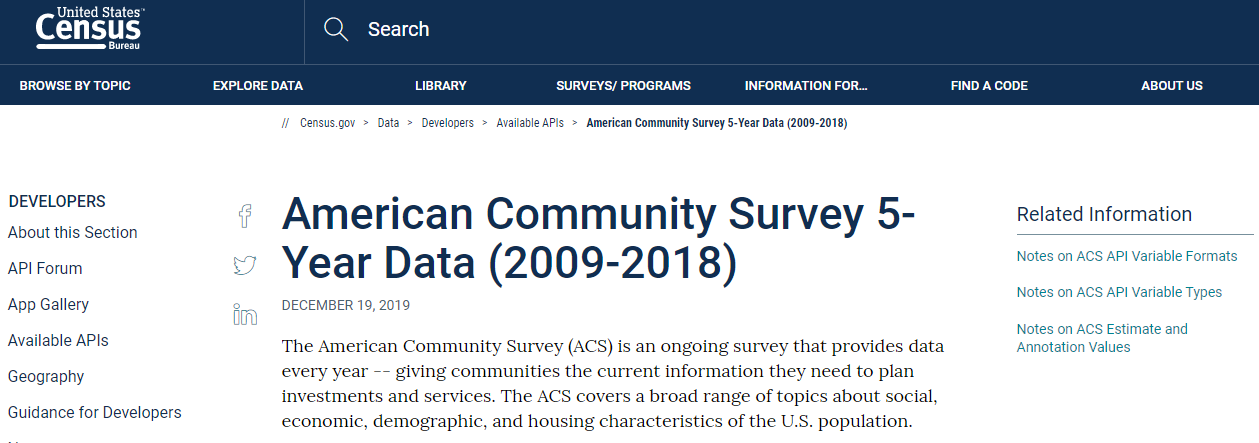 United States™
Census
Bureau
Search
BROWSE BY TOPIC
EXPLORE DATA
LIBRARY
SURVEYS/ PROGRAMS
INFORMATION FOR...
FIND A CODE
ABOUT US
// Census.gov > Data > Developers > Available APIs > American Community Survey 5-Year Data (2009-2018)
DEVELOPERS
About this Section
API Forum
App Gallery
Available APIs
Geography
Guidance for Developers
American Community Survey 5-
Year Data (2009-2018)
DECEMBER 19, 2019
The American Community Survey (ACS) is an ongoing survey that provides data
every year -- giving communities the current information they need to plan
investments and services. The ACS covers a broad range of topics about social,
economic, demographic, and housing characteristics of the U.S. population.
Related Information
Notes on ACS API Variable Formats
Notes on ACS API Variable Types
Notes on ACS Estimate and
Annotation Values